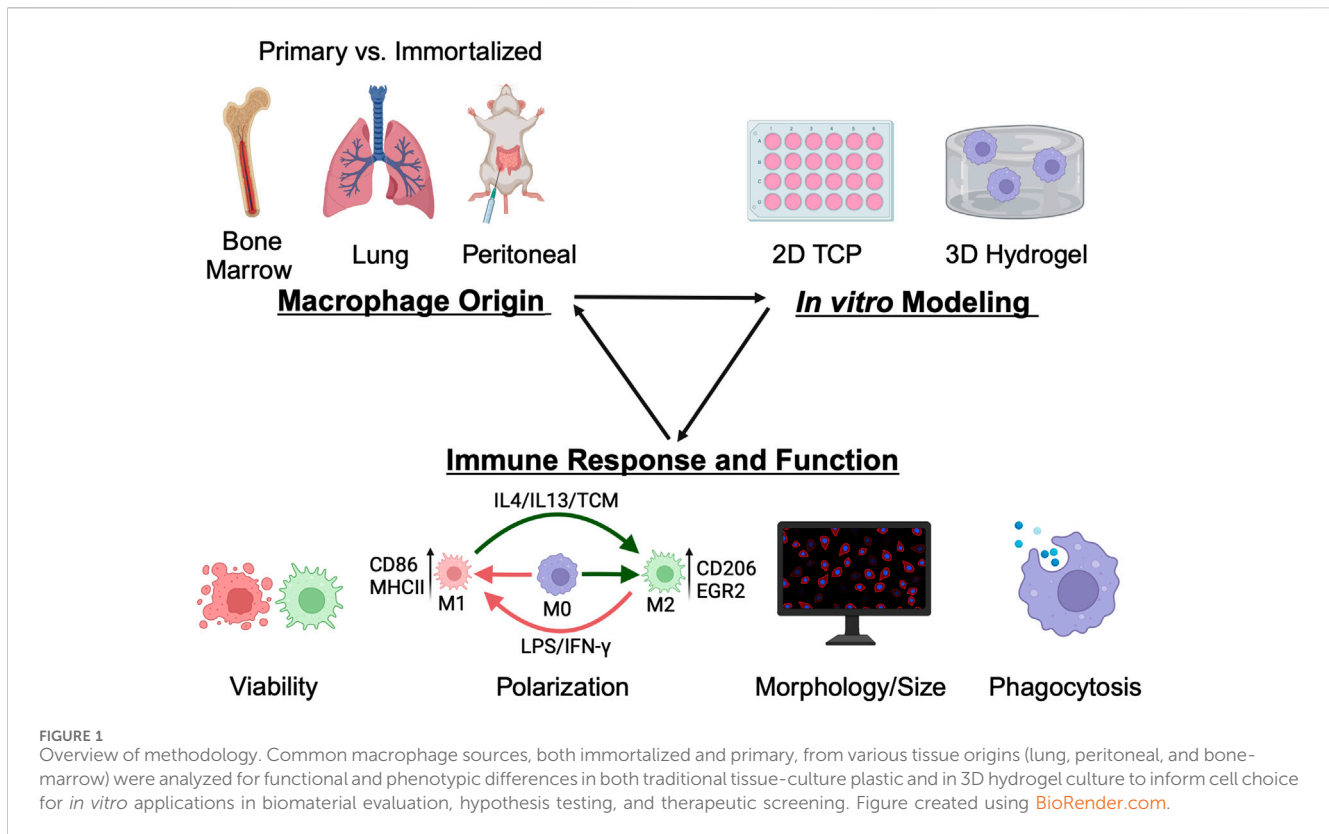 Primary vs. Immortalized
Bone
Marrow
Lung
Peritoneal
2D TCP
3D Hydrogel
Macrophage Origin
In vitro Modeling
Immune Response and Function
IL4/IL13/TCM
CD86
MHCII
M1
M0
M2
CD206
EGR2
LPS/IFN-γ
Viability
Polarization
Morphology/Size
Phagocytosis
FIGURE 1
Overview of methodology. Common macrophage sources, both immortalized and primary, from various tissue origins (lung, peritoneal, and bone-
marrow) were analyzed for functional and phenotypic differences in both traditional tissue-culture plastic and in 3D hydrogel culture to inform cell choice
for in vitro applications in biomaterial evaluation, hypothesis testing, and therapeutic screening. Figure created using BioRender.com.